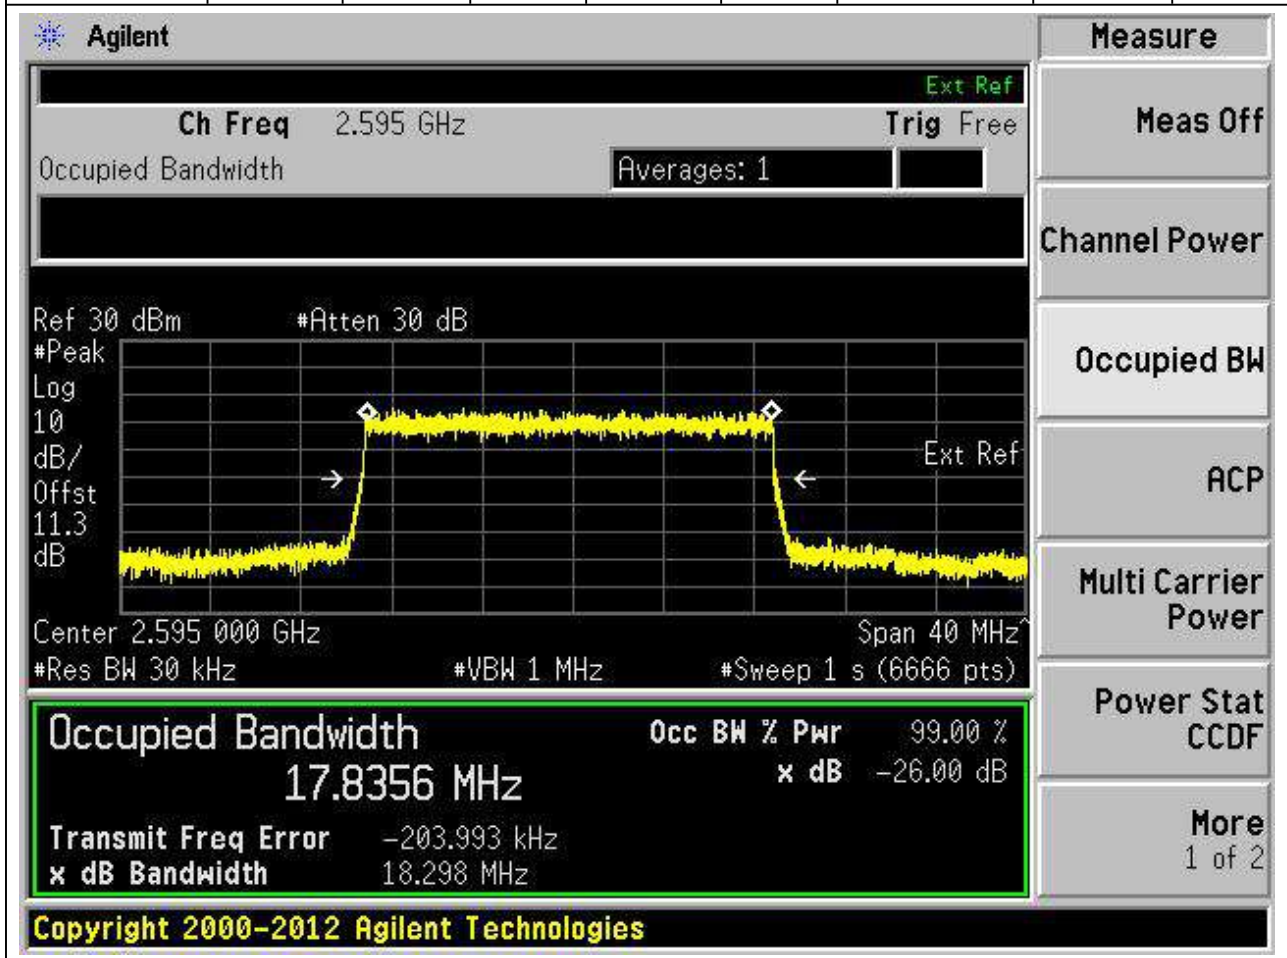 Agilent
Measure
Ext Ref
Ch Freq 2.595 GHz Trig Free
Meas Off
Occupied Bandwidth Averages: 1
Channel Power
Ref 30 dBm #Atten 30 dB
#Peak
Log
10
dB/
Offst
11.3
dB
Ext Ref
Occupied BW
ACP
Center 2.595 000 GHz Span 40 MHz^
#Res BW 30 kHz #VBW 1 MHz #Sweep 1 s (6666 pts)
Multi Carrier
Power
Occupied Bandwidth Occ BW % Pwr 99.00 %
17.8356 MHz x dB -26.00 dB
Power Stat
CCDF
Transmit Freq Error -203.993 kHz
x dB Bandwidth 18.298 MHz
More
1 of 2
Copyright 2000-2012 Agilent Technologies